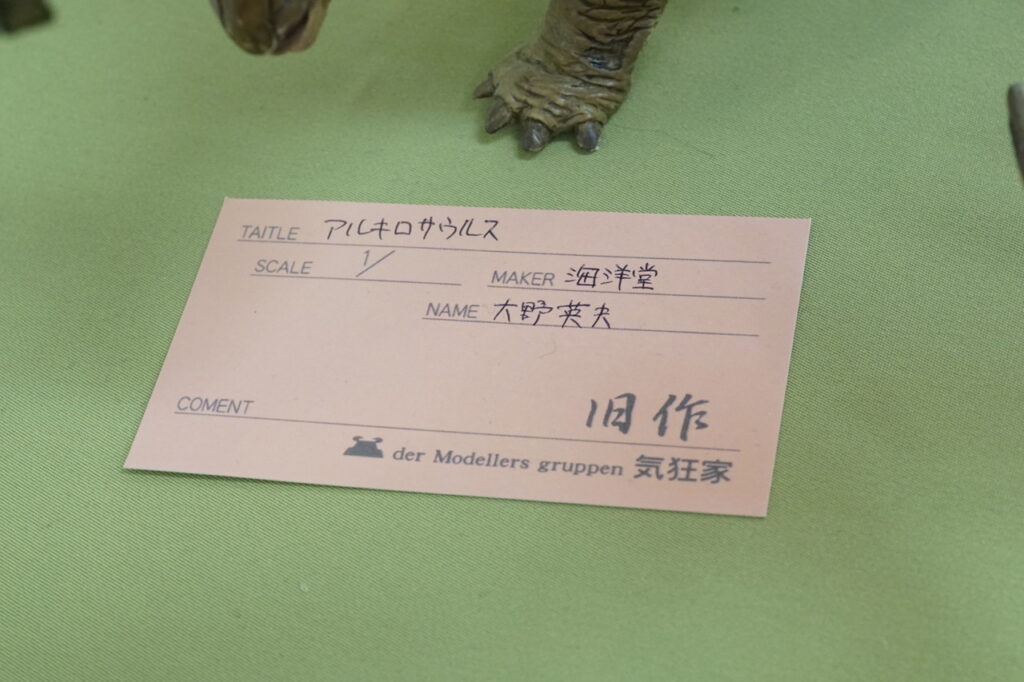 TAITLE アルキロサウルス
SCALE 1/
MAKER 海洋堂
NAME 大野英夫
COMENT 旧作
der Modellers gruppen 気狂家